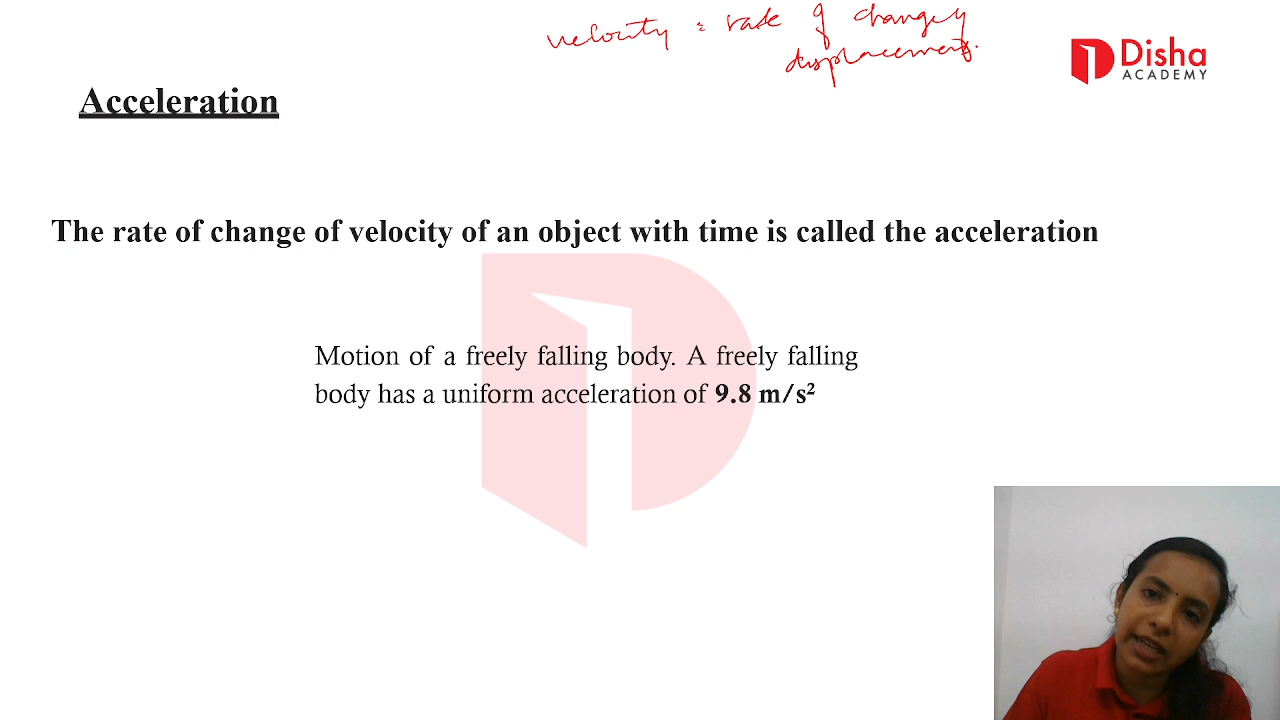 velocity = rate of change of
displacement.
Disha
ACADEMY
Acceleration
The rate of change of velocity of an object with time is called the acceleration
Motion of a freely falling body. A freely falling
body has a uniform acceleration of 9.8 m/s²